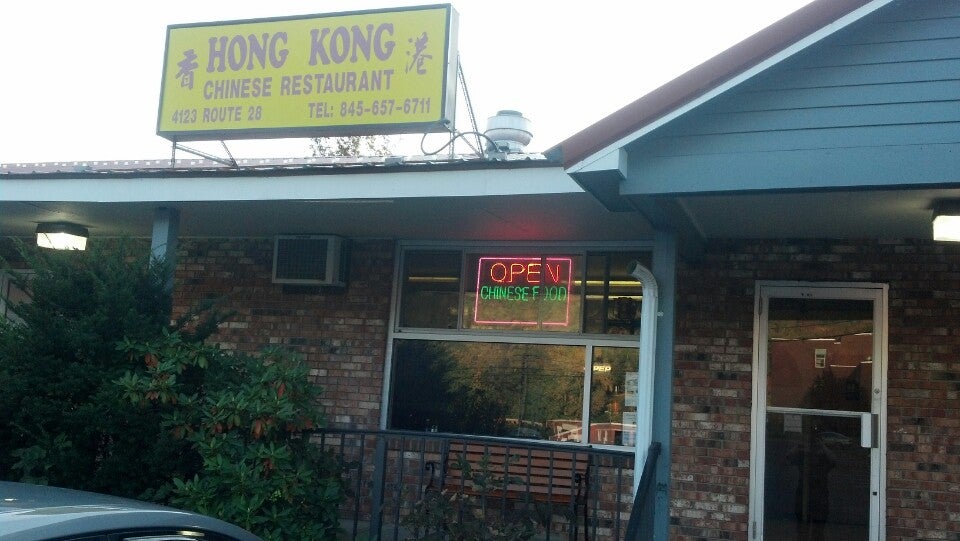 香 HONG KONG 港
CHINESE RESTAURANT
4123 ROUTE 28 TEL: 845-657-6711
OPEN
CHINESE FOOD